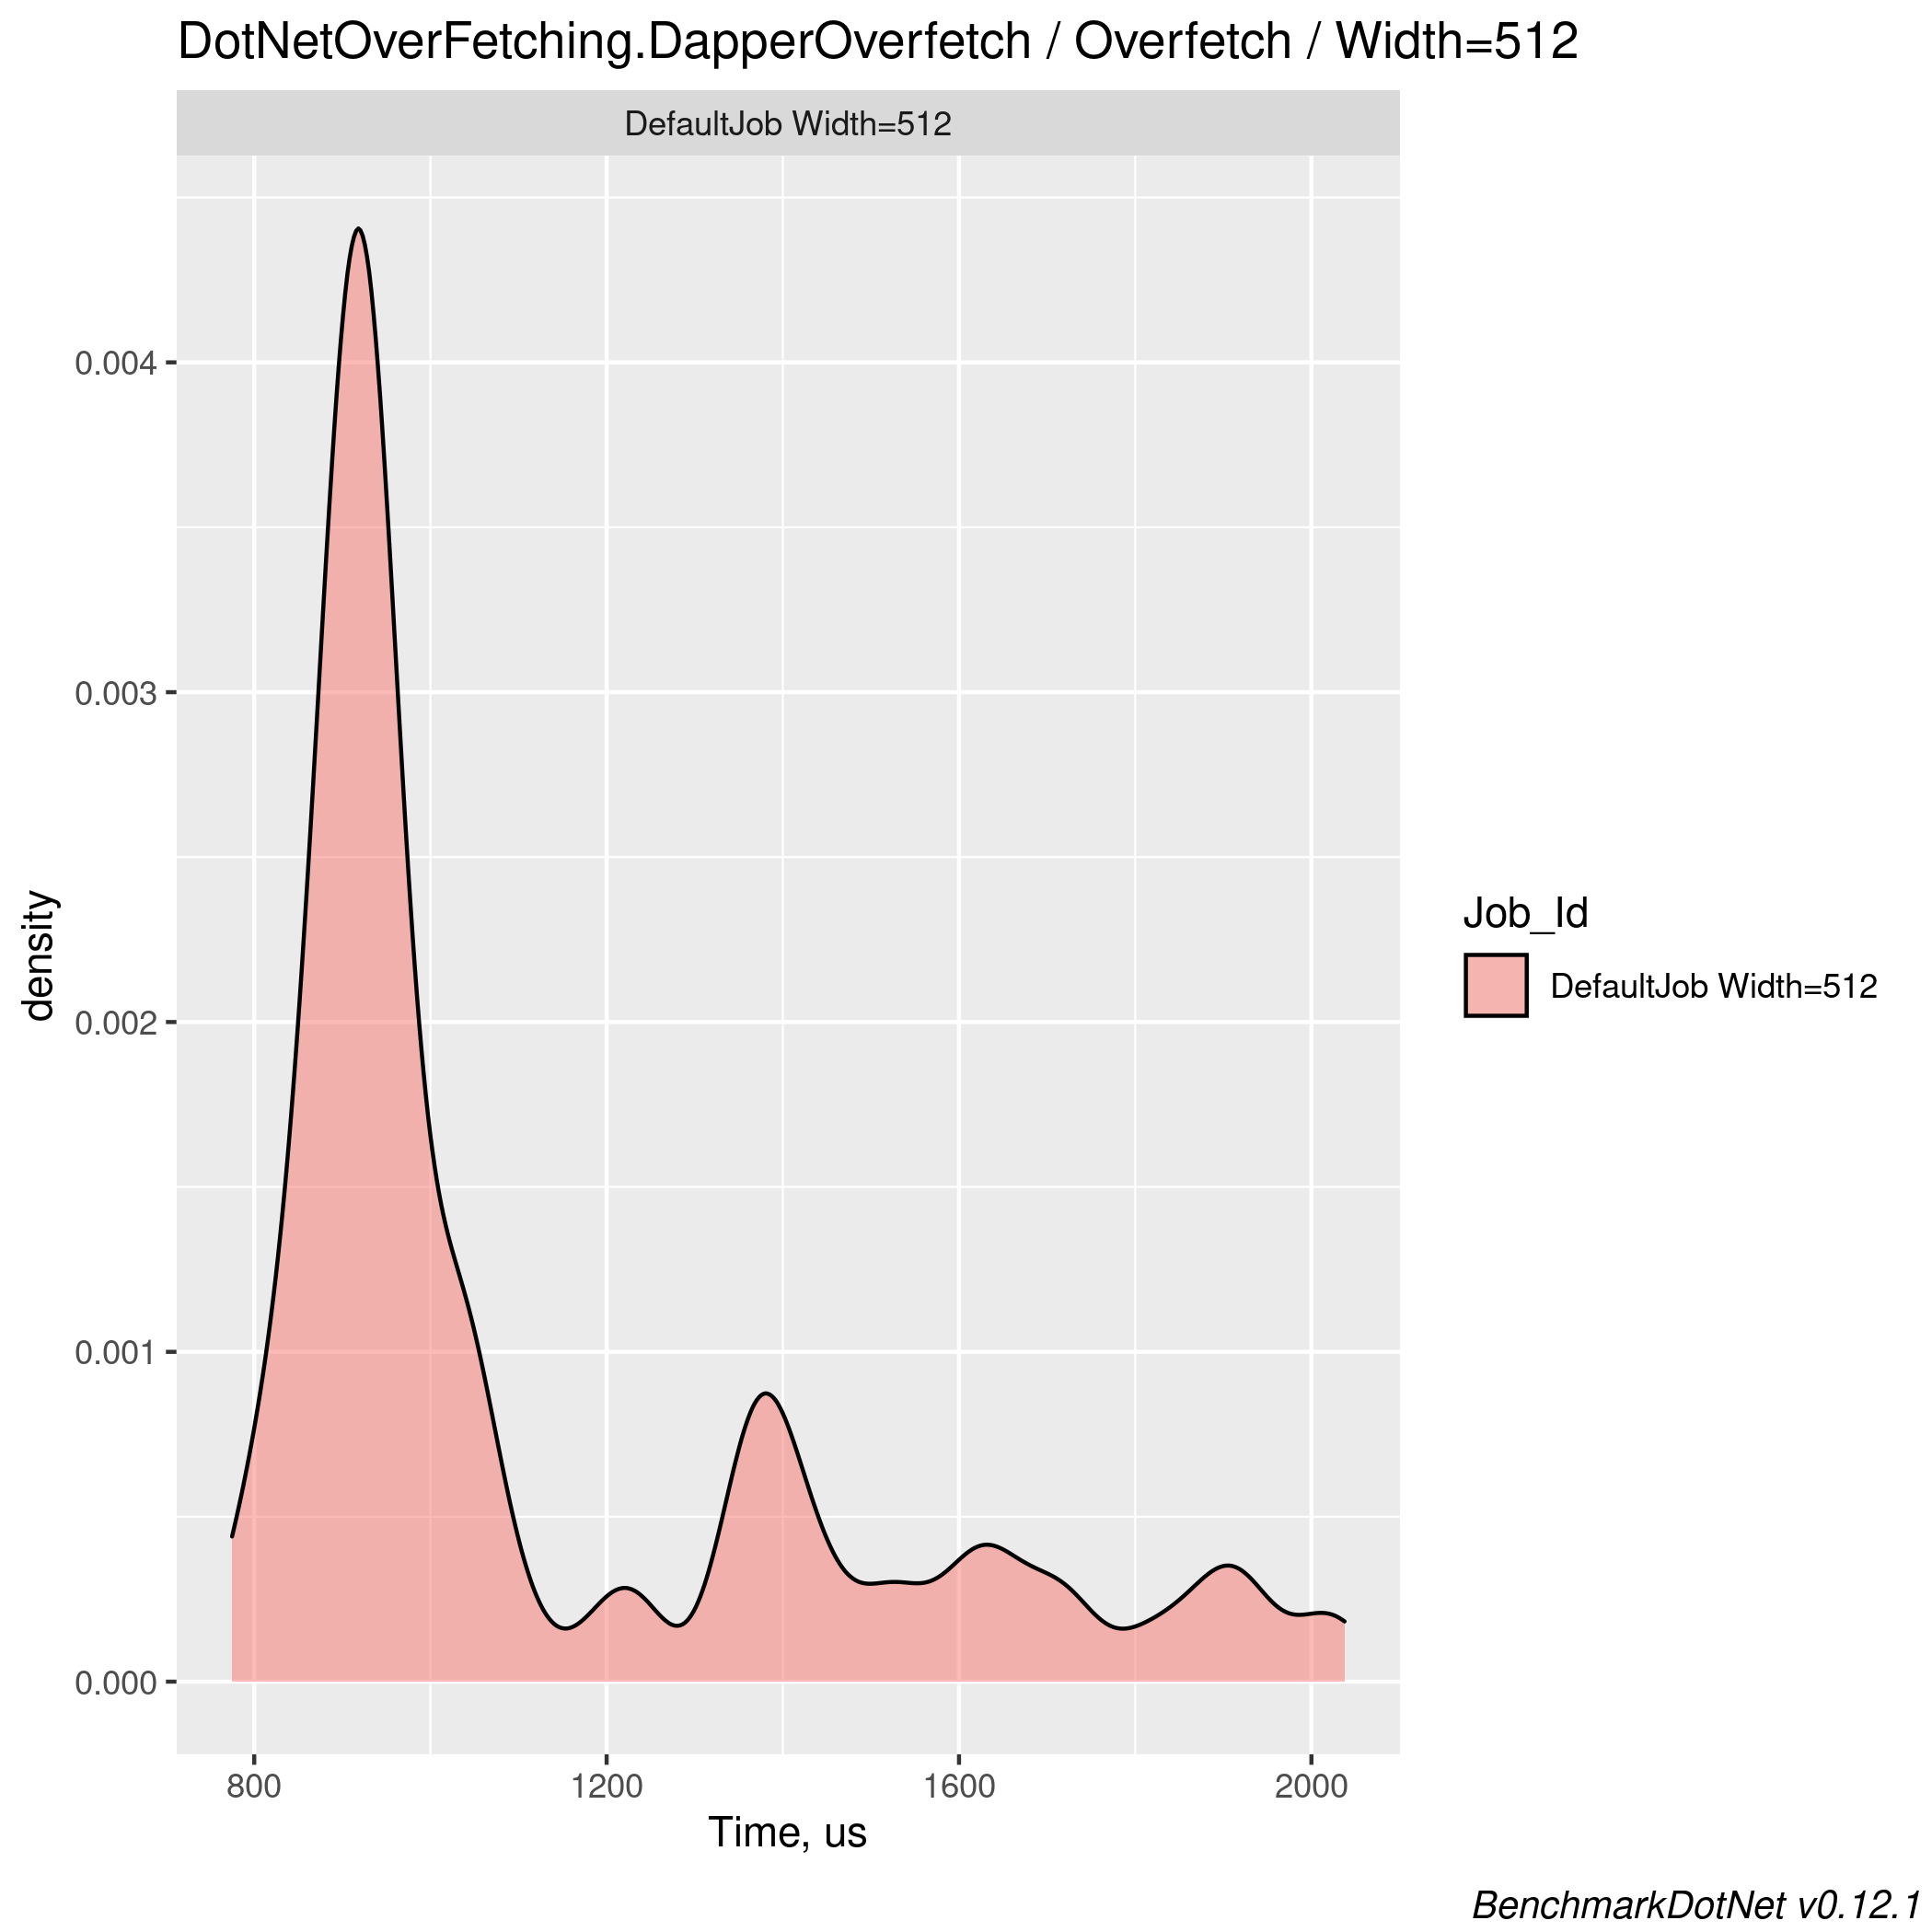 DotNetOverFetching.DapperOverfetch / Overfetch / Width=512
DefaultJob Width=512
density
0.004
0.003
0.002
0.001
0.000
800 1200 1600 2000
Time, us
Job_Id
DefaultJob Width=512
BenchmarkDotNet v0.12.1